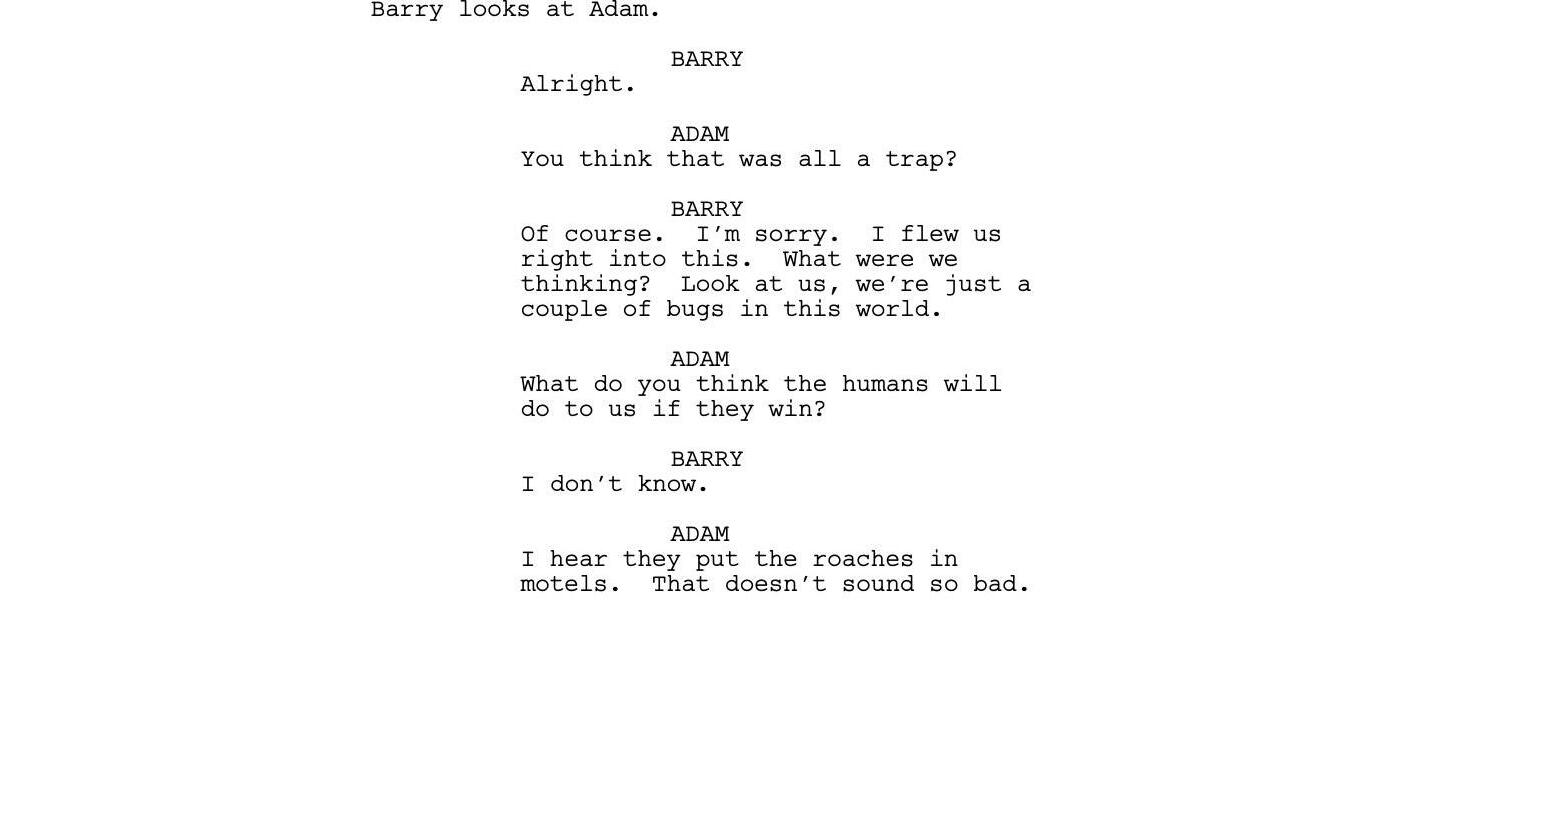 Barry looks at Adam.
BARRY
Alright.
ADAM
You think that was all a trap?
BARRY
Of course.  I’m sorry.  I flew us
right into this.  What were we
thinking?  Look at us, we’re just a
couple of bugs in this world.
ADAM
What do you think the humans will
do to us if they win?
BARRY
I don’t know.
ADAM
I hear they put the roaches in
motels.  That doesn’t sound so bad.